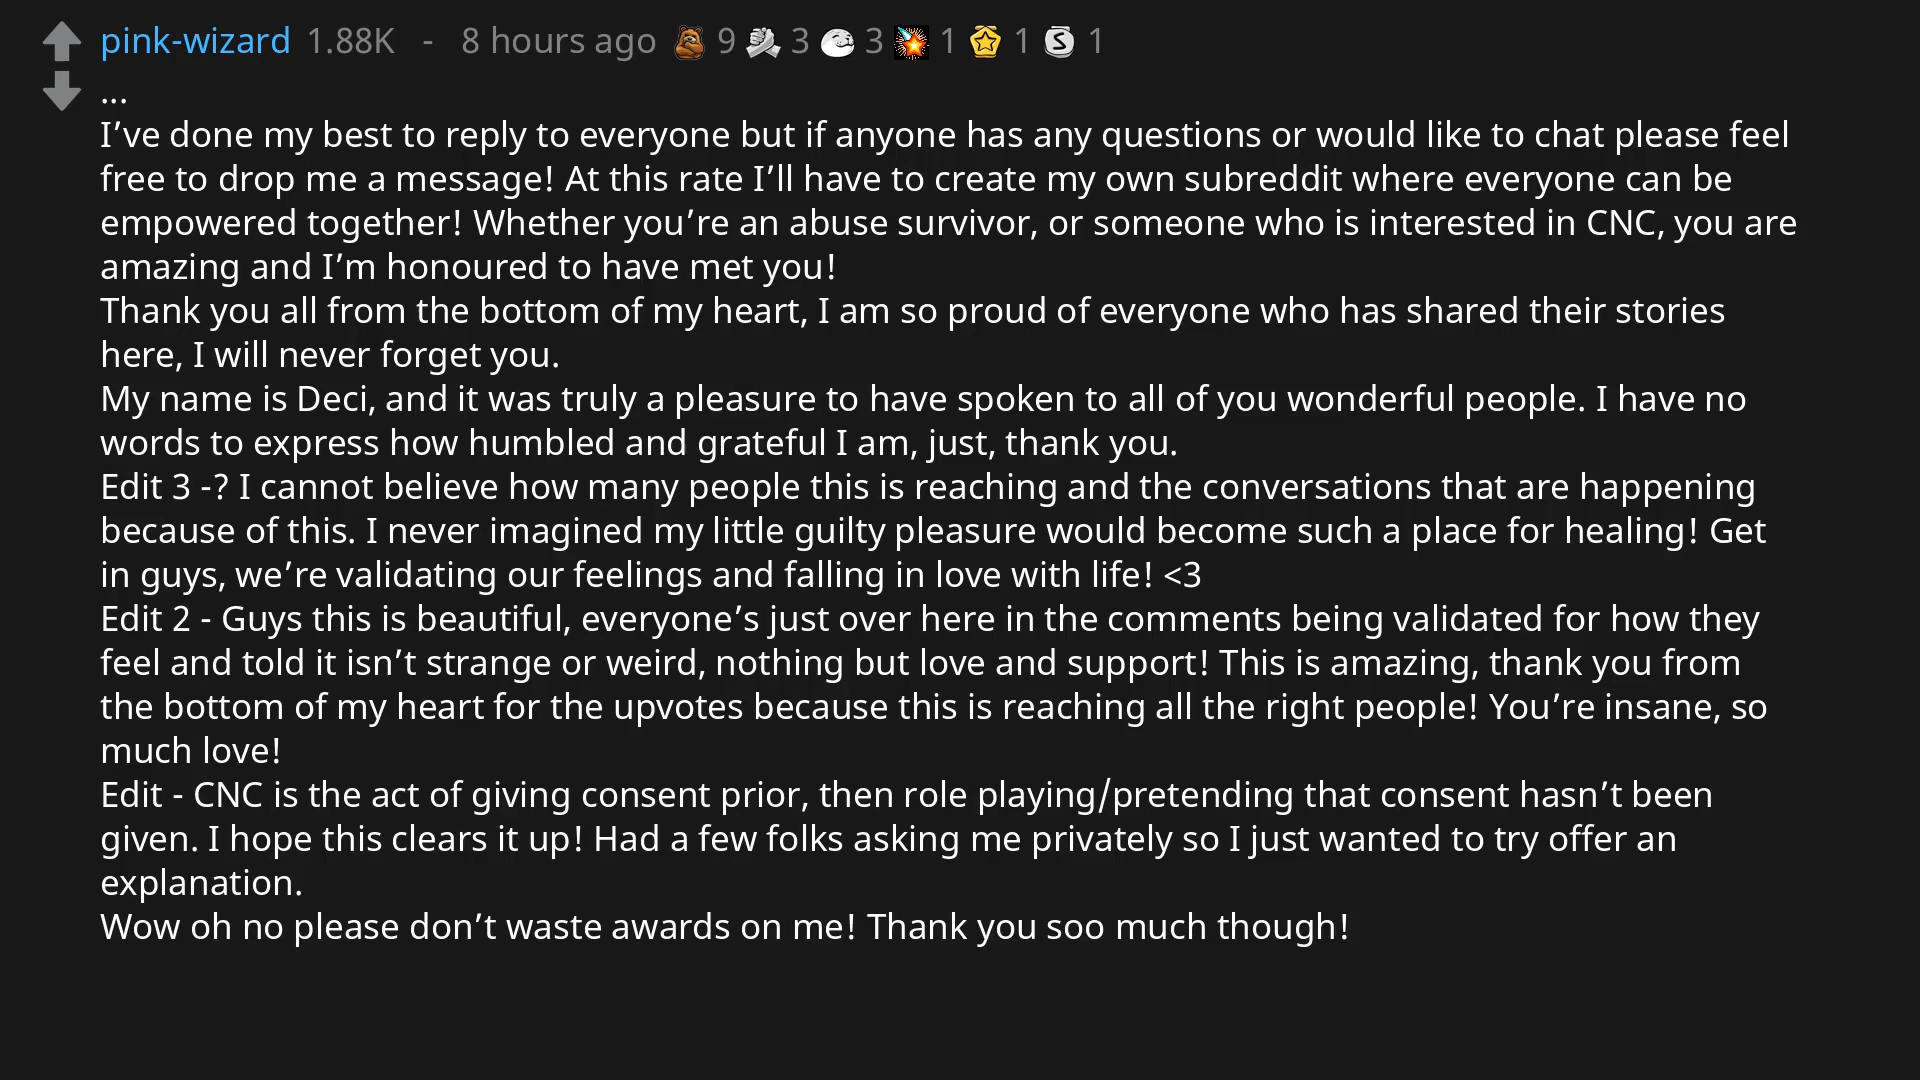 pink-wizard 1.88K - 8 hours ago 9 3 3 1 1 S 1
...
I’ve done my best to reply to everyone but if anyone has any questions or would like to chat please feel
free to drop me a message! At this rate I’ll have to create my own subreddit where everyone can be
empowered together! Whether you’re an abuse survivor, or someone who is interested in CNC, you are
amazing and I’m honoured to have met you!
Thank you all from the bottom of my heart, I am so proud of everyone who has shared their stories
here, I will never forget you.
My name is Deci, and it was truly a pleasure to have spoken to all of you wonderful people. I have no
words to express how humbled and grateful I am, just, thank you.
Edit 3 -? I cannot believe how many people this is reaching and the conversations that are happening
because of this. I never imagined my little guilty pleasure would become such a place for healing! Get
in guys, we’re validating our feelings and falling in love with life! <3
Edit 2 - Guys this is beautiful, everyone’s just over here in the comments being validated for how they
feel and told it isn’t strange or weird, nothing but love and support! This is amazing, thank you from
the bottom of my heart for the upvotes because this is reaching all the right people! You’re insane, so
much love!
Edit - CNC is the act of giving consent prior, then role playing/pretending that consent hasn’t been
given. I hope this clears it up! Had a few folks asking me privately so I just wanted to try offer an
explanation.
Wow oh no please don’t waste awards on me! Thank you soo much though!